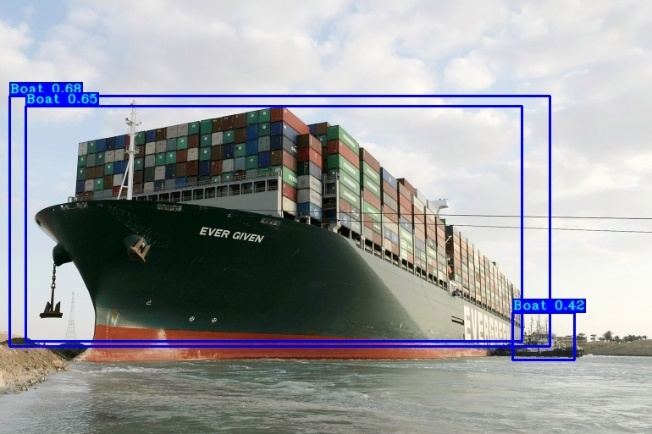 Boat 0.68
Boat 0.65
EVER GIVEN
Boat 0.42